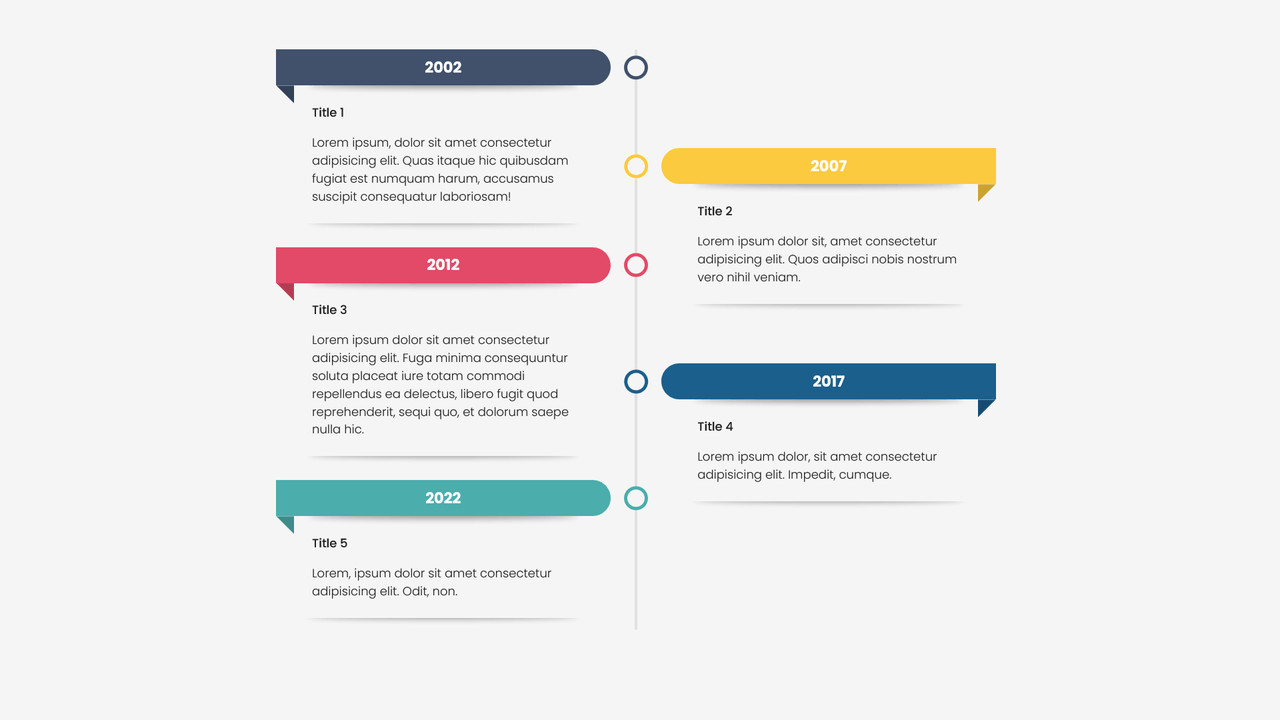 2002
Title 1
Lorem ipsum, dolor sit amet consectetur
adipisicing elit. Quas itaque hic quibusdam
fugiat est numquam harum, accusamus
suscipit consequatur laboriosam!
2007
Title 2
Lorem ipsum dolor sit, amet consectetur
adipisicing elit. Quos adipisci nobis nostrum
vero nihil veniam.
2012
Title 3
Lorem ipsum dolor sit amet consectetur
adipisicing elit. Fuga minima consequuntur
soluta placeat iure totam commodi
repellendus ea delectus, libero fugit quod
reprehenderit, sequi quo, et dolorum saepe
nulla hic.
2017
Title 4
Lorem ipsum dolor, sit amet consectetur
adipisicing elit. Impedit, cumque.
2022
Title 5
Lorem, ipsum dolor sit amet consectetur
adipisicing elit. Odit, non.